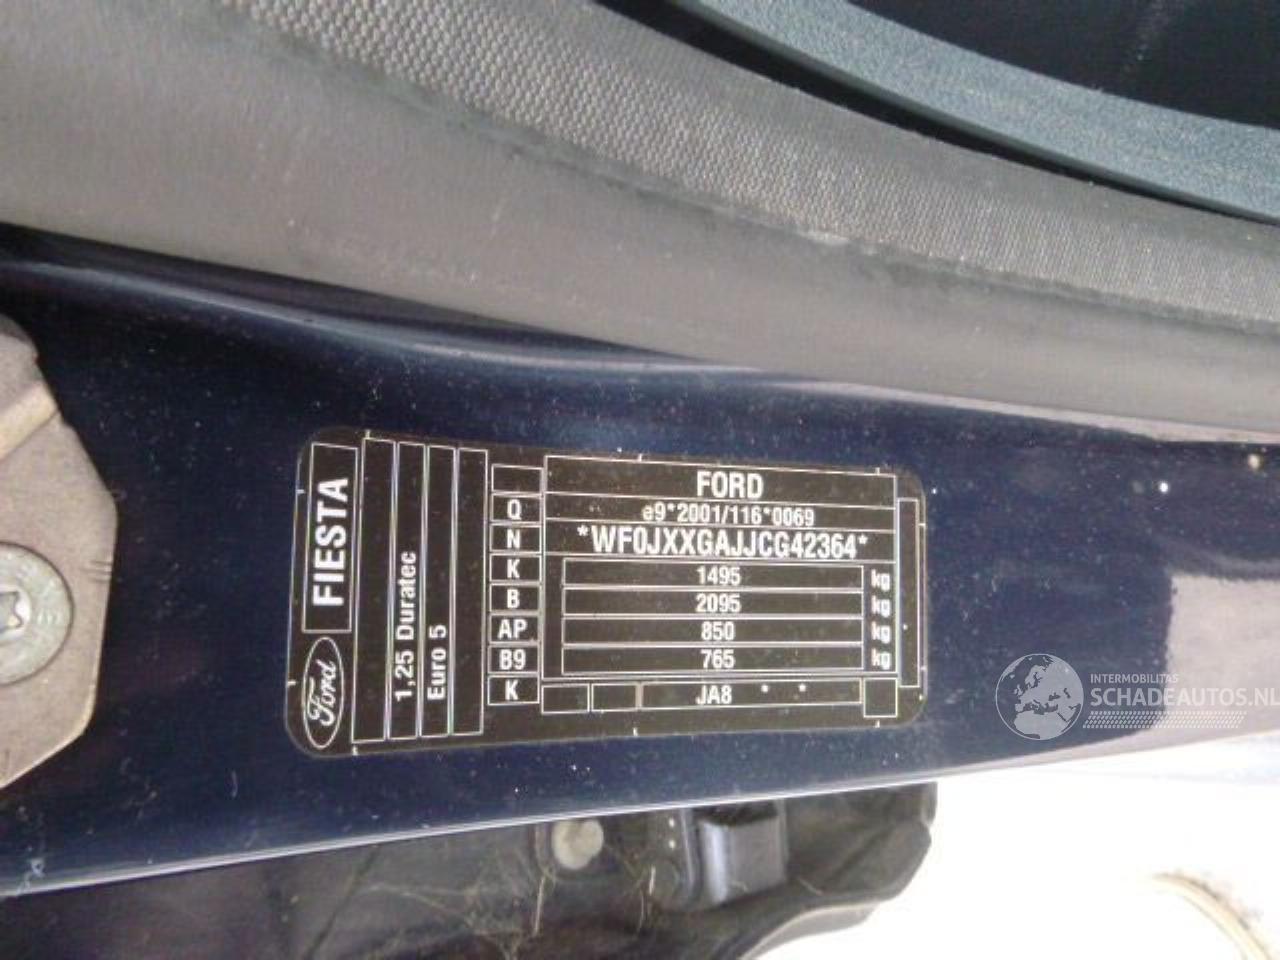 FORD
Q e9*2001/116*0069
N *WF0JXXGAJJCG42364*
K 1495 kg
B 2095 kg
AP 850 kg
B9 765 kg
K JA8 * *
Ford FIESTA
1,25 Duratec
Euro 5
INTERMOBILITAS
SCHADEAUTOS.NL